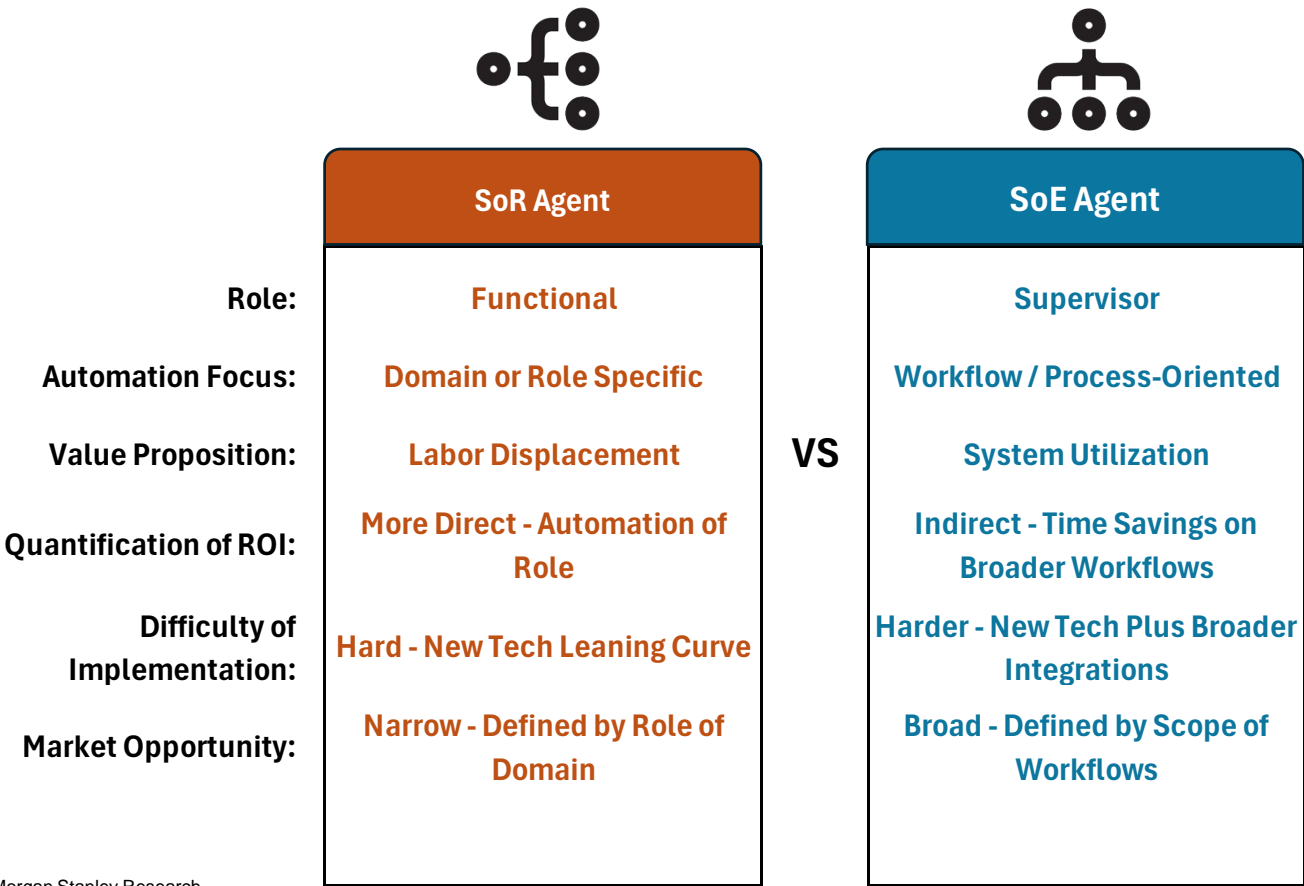 SoR Agent
SoE Agent
Role:
Functional
Supervisor
Automation Focus:
Domain or Role Specific
Workflow / Process-Oriented
Value Proposition:
Labor Displacement
VS
System Utilization
Quantification of ROI:
More Direct - Automation of
Role
Indirect - Time Savings on
Broader Workflows
Difficulty of
Implementation:
Hard - New Tech Leaning Curve
Harder - New Tech Plus Broader
Integrations
Market Opportunity:
Narrow - Defined by Role of
Domain
Broad - Defined by Scope of
Workflows
Morgan Stanley Research